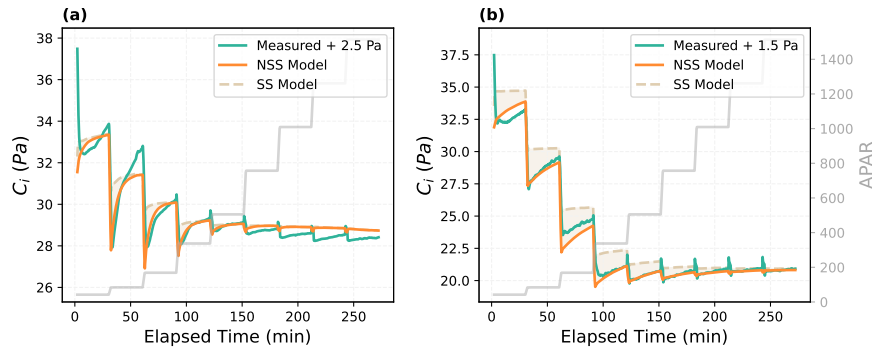 (a)
38
36
34
32
30
28
26
C_i (Pa)
0
50
100
150
200
250
Elapsed Time (min)
Measured + 2.5 Pa
NSS Model
SS Model
(b)
37.5
35.0
32.5
30.0
27.5
25.0
22.5
20.0
C_i (Pa)
0
50
100
150
200
250
Elapsed Time (min)
Measured + 1.5 Pa
NSS Model
SS Model
1400
1200
1000
800
600
400
200
0
APAR